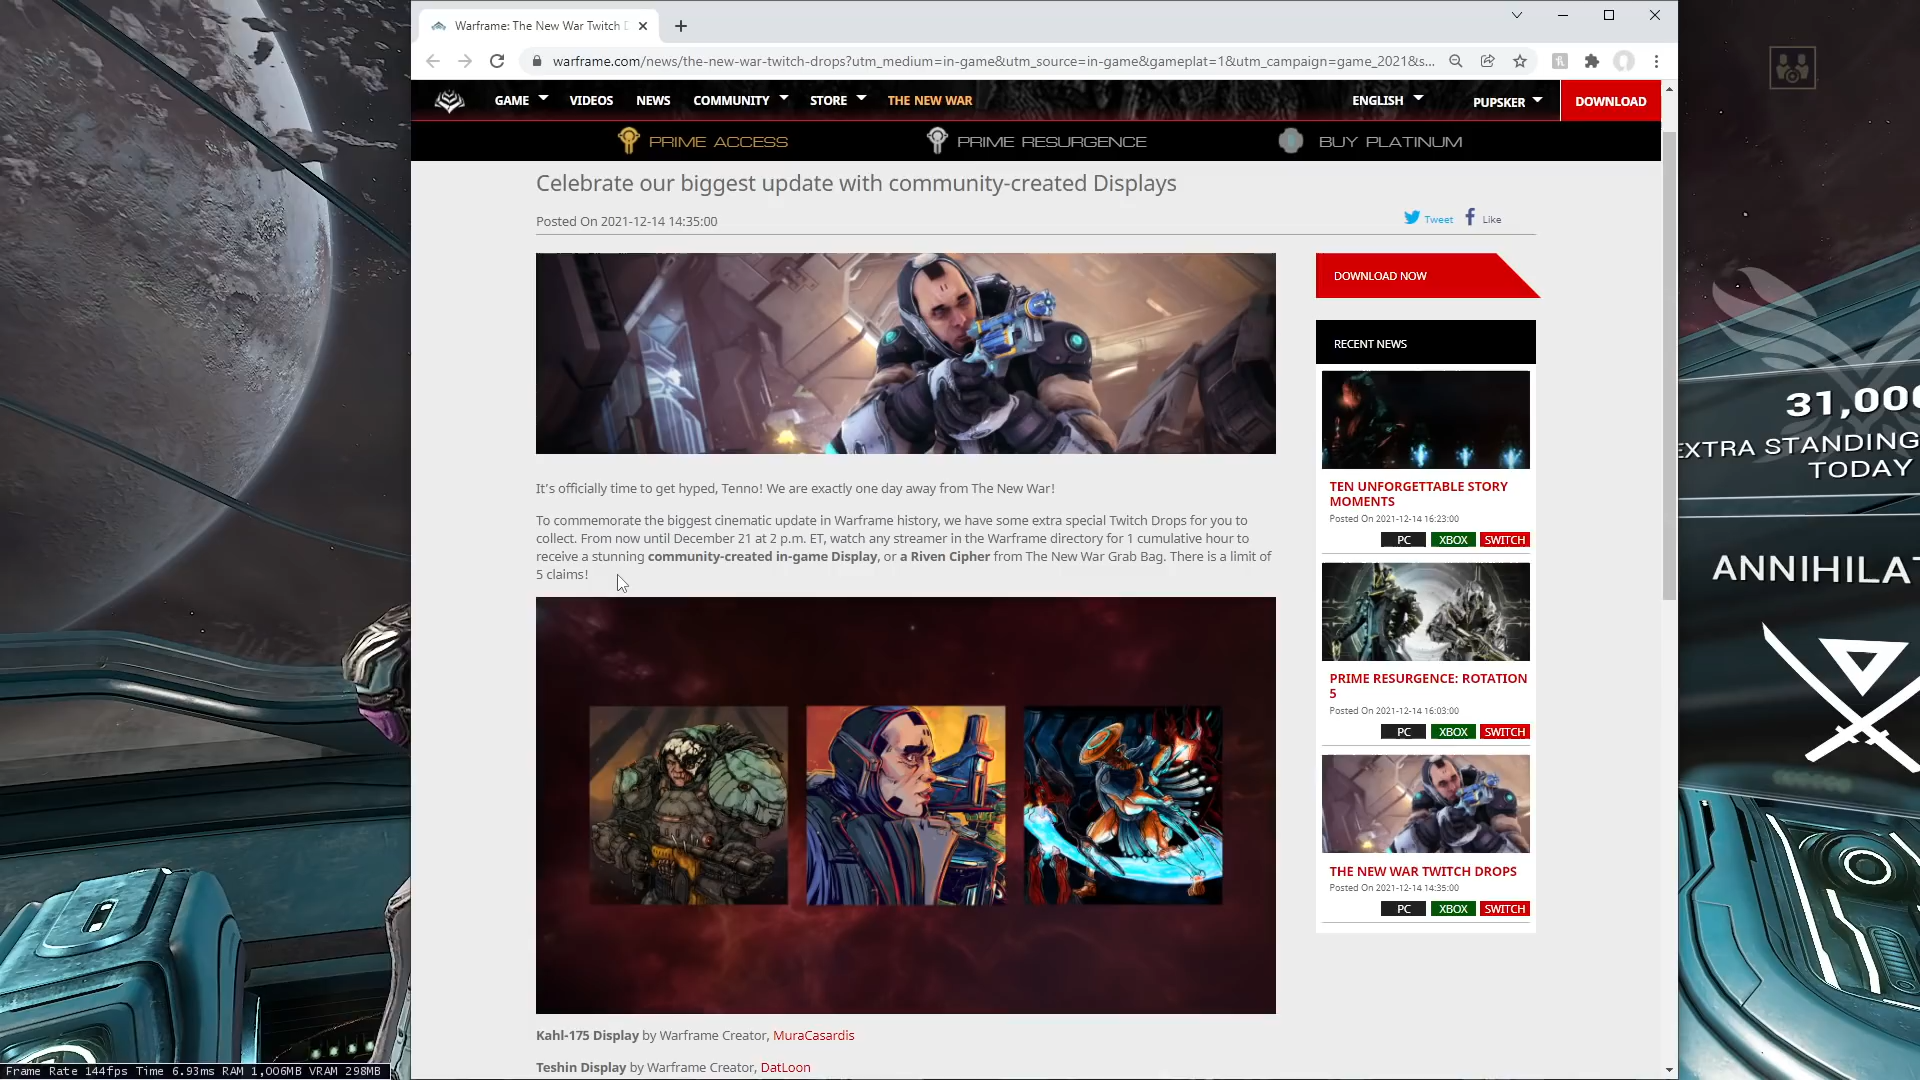 Warframe: The New War Twitch D
warframe.com/news/the-new-war-twitch-drops?utm_medium=in-game&utm_source=in-game&gameplat=1&utm_campaign=game_2021&s...
GAME VIDEOS NEWS COMMUNITY STORE THE NEW WAR ENGLISH PUPSKER DOWNLOAD
PRIME ACCESS PRIME RESURGENCE BUY PLATINUM
Celebrate our biggest update with community-created Displays
Posted On 2021-12-14 14:35:00
Tweet Like
It's officially time to get hyped, Tenno! We are exactly one day away from The New War!
To commemorate the biggest cinematic update in Warframe history, we have some extra special Twitch Drops for you to
collect. From now until December 21 at 2 p.m. ET, watch any streamer in the Warframe directory for 1 cumulative hour to
receive a stunning community-created in-game Display, or a Riven Cipher from The New War Grab Bag. There is a limit of
5 claims!
Kahl-175 Display by Warframe Creator, MuraCasardis
Teshin Display by Warframe Creator, DatLoon
DOWNLOAD NOW
RECENT NEWS
TEN UNFORGETTABLE STORY
MOMENTS
Posted On 2021-12-14 16:23:00
PC XBOX SWITCH
PRIME RESURGENCE: ROTATION
5
Posted On 2021-12-14 16:03:00
PC XBOX SWITCH
THE NEW WAR TWITCH DROPS
Posted On 2021-12-14 14:35:00
PC XBOX SWITCH
31,00
EXTRA STANDING
TODAY
ANNIHILAT
Frame Rate 144fps Time 6.93ms RAM 1,006MB VRAM 298MB